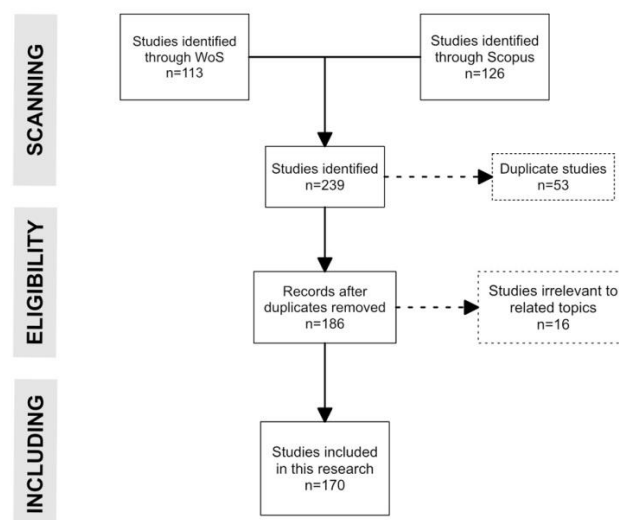 SCANNING
Studies identified
through WoS
n=113
Studies identified
through Scopus
n=126
Studies identified
n=239
Duplicate studies
n=53
ELIGIBILITY
Records after
duplicates removed
n=186
Studies irrelevant to
related topics
n=16
INCLUDING
Studies included
in this research
n=170